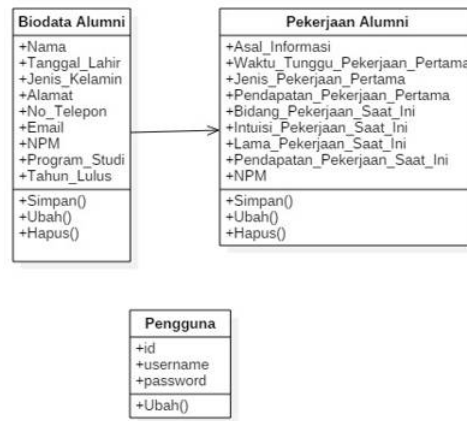 Biodata Alumni
+Nama
+Tanggal_Lahir
+Jenis_Kelamin
+Alamat
+No_Telepon
+Email
+NPM
+Program_Studi
+Tahun_Lulus
+Simpan()
+Ubah()
+Hapus()
Pekerjaan Alumni
+Asal_Informasi
+Waktu_Tunggu_Pekerjaan_Pertama
+Jenis_Pekerjaan_Pertama
+Pendapatan_Pekerjaan_Pertama
+Bidang_Pekerjaan_Saat_Ini
+Intuisi_Pekerjaan_Saat_Ini
+Lama_Pekerjaan_Saat_Ini
+Pendapatan_Pekerjaan_Saat_Ini
+NPM
+Simpan()
+Ubah()
+Hapus()
Pengguna
+id
+username
+password
+Ubah()